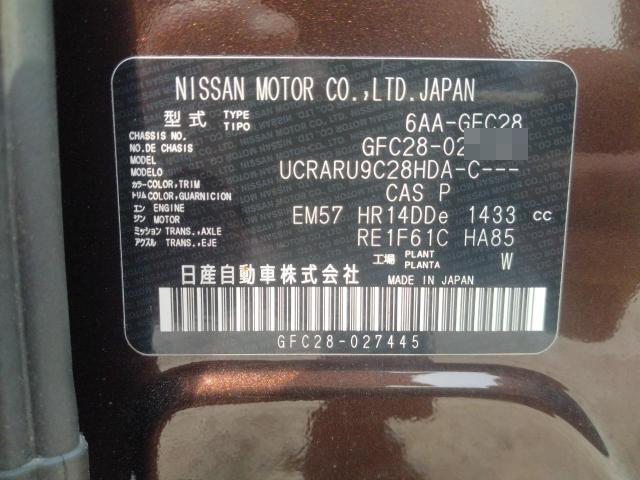 NISSAN MOTOR CO.,LTD.JAPAN
型式 TYPE TIPO 6AA-GFC28
CHASSIS NO. NO.DE CHASIS GFC28-02
MODEL MODELO UCRARU9C28HDA-C---
カラー COLOR,TRIM
トリム COLOR,GUARNICION CAS P
エンジン ENGINE MOTOR EM57 HR14DDe 1433 cc
ミッション TRANS.,AXLE
アクスル TRANS.,EJE RE1F61C HA85
工場 PLANT PLANTA W
日産自動車株式会社 MADE IN JAPAN
GFC28-027445